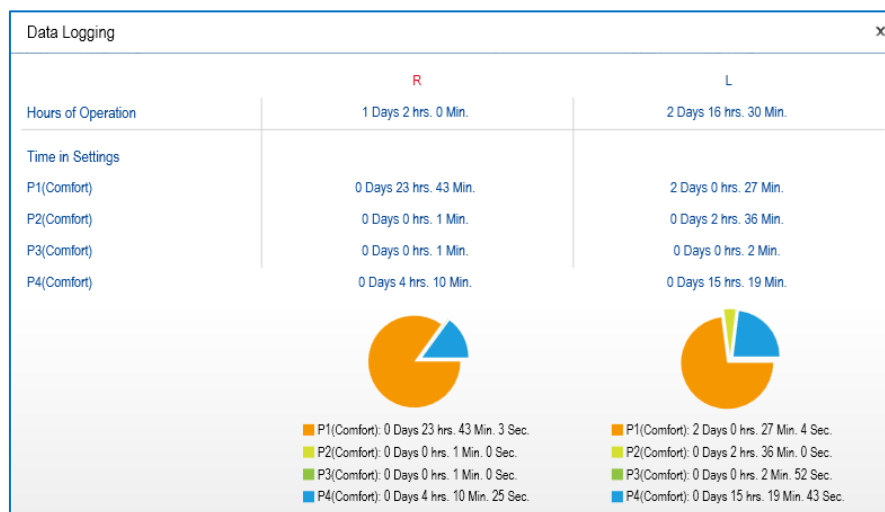 Data Logging x
R L
Hours of Operation 1 Days 2 hrs. 0 Min. 2 Days 16 hrs. 30 Min.
Time in Settings
P1(Comfort) 0 Days 23 hrs. 43 Min. 2 Days 0 hrs. 27 Min.
P2(Comfort) 0 Days 0 hrs. 1 Min. 0 Days 2 hrs. 36 Min.
P3(Comfort) 0 Days 0 hrs. 1 Min. 0 Days 0 hrs. 2 Min.
P4(Comfort) 0 Days 4 hrs. 10 Min. 0 Days 15 hrs. 19 Min.
P1(Comfort): 0 Days 23 hrs. 43 Min. 3 Sec. P1(Comfort): 2 Days 0 hrs. 27 Min. 4 Sec.
P2(Comfort): 0 Days 0 hrs. 1 Min. 0 Sec. P2(Comfort): 0 Days 2 hrs. 36 Min. 0 Sec.
P3(Comfort): 0 Days 0 hrs. 1 Min. 0 Sec. P3(Comfort): 0 Days 0 hrs. 2 Min. 52 Sec.
P4(Comfort): 0 Days 4 hrs. 10 Min. 25 Sec. P4(Comfort): 0 Days 15 hrs. 19 Min. 43 Sec.